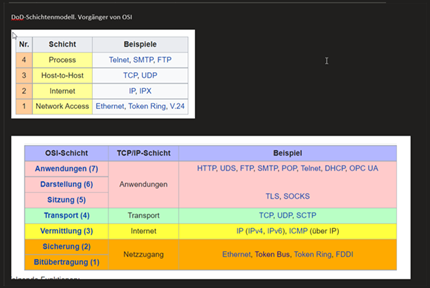 DoD-Schichtenmodell. Vorgänger von OSI
Nr. Schicht Beispiele
4 Process Telnet, SMTP, FTP
3 Host-to-Host TCP, UDP
2 Internet IP, IPX
1 Network Access Ethernet, Token Ring, V.24
OSI-Schicht TCP/IP-Schicht Beispiel
Anwendungen (7) HTTP, UDS, FTP, SMTP, POP, Telnet, DHCP, OPC UA
Darstellung (6) Anwendungen
Sitzung (5) TLS, SOCKS
Transport (4) Transport TCP, UDP, SCTP
Vermittlung (3) Internet IP (IPv4, IPv6), ICMP (über IP)
Sicherung (2) Netzzugang Ethernet, Token Bus, Token Ring, FDDI
Bitübertragung (1)
Funktionen: